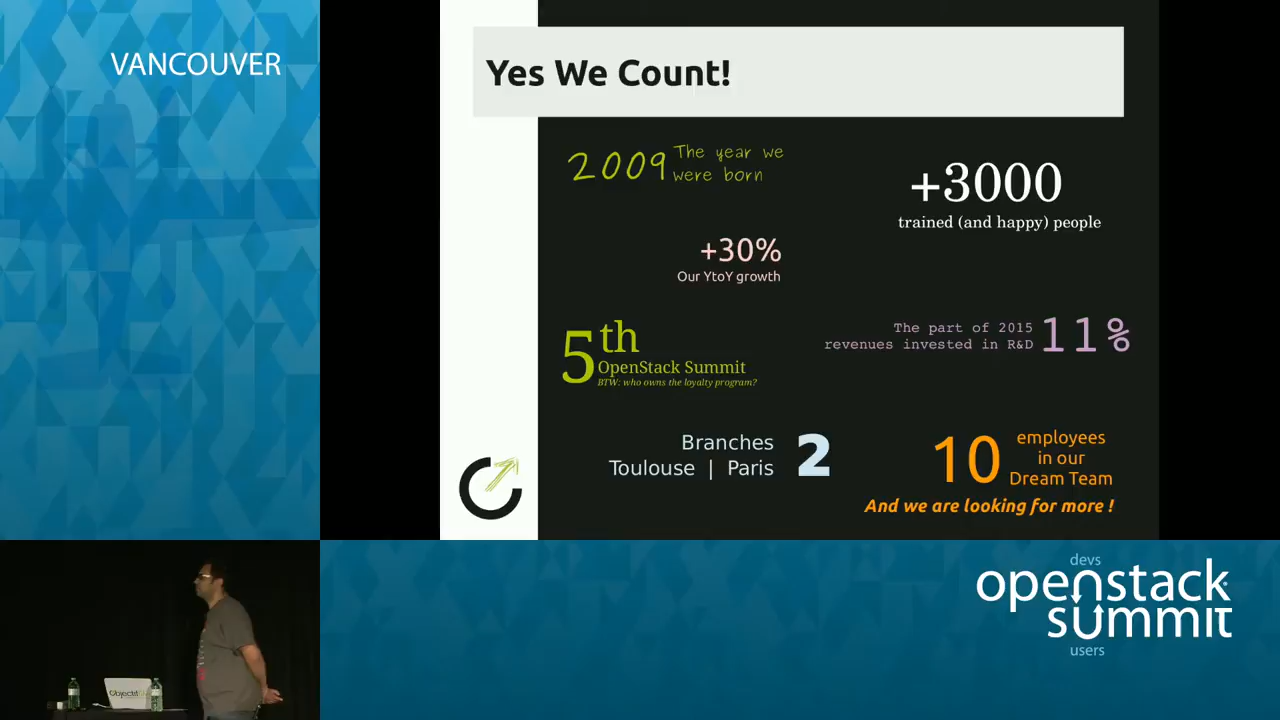 VANCOUVER
Yes We Count!
2009 The year we
were born
+3000
trained (and happy) people
+30%
Our YtoY growth
5th
OpenStack Summit
BTW: who owns the loyalty program?
The part of 2015
revenues invested in R&D 11%
Branches
Toulouse | Paris 2
10 employees
in our
Dream Team
And we are looking for more !
devs
openstack
summit
users